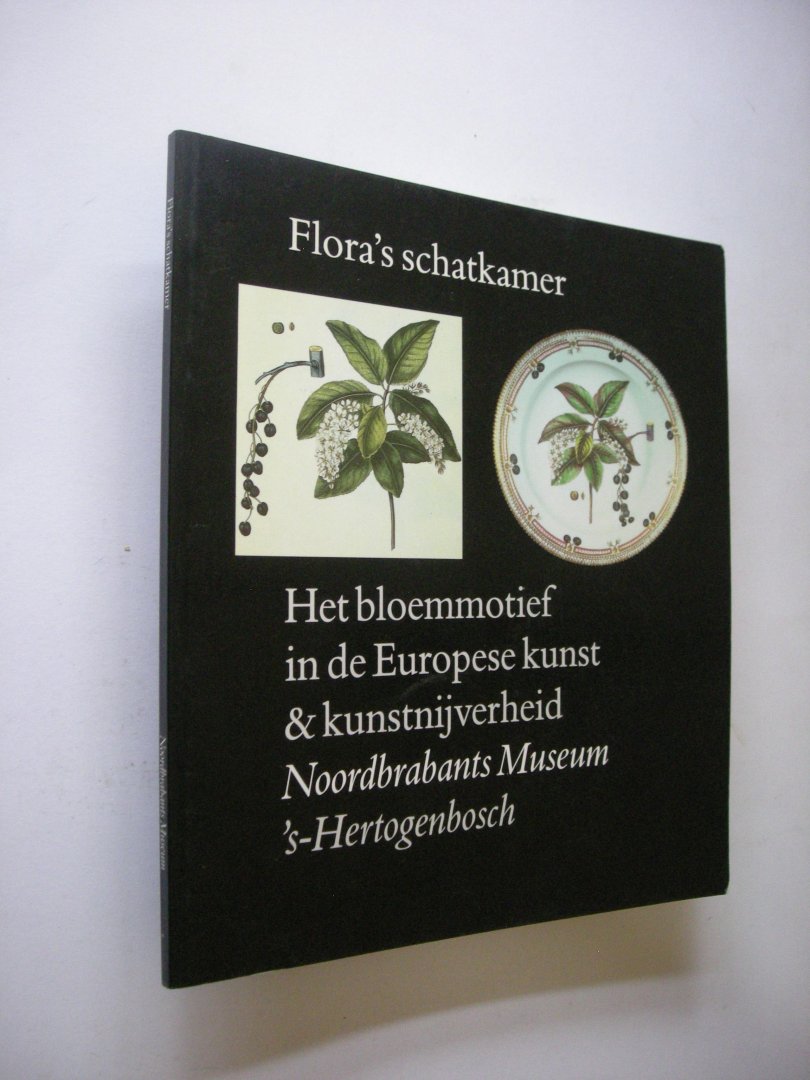 Flora's schatkamer
Het bloemmotief
in de Europese kunst
& kunstnijverheid
Noordbrabants Museum
's-Hertogenbosch
Flora's schatkamer
Noordbrabants Museum